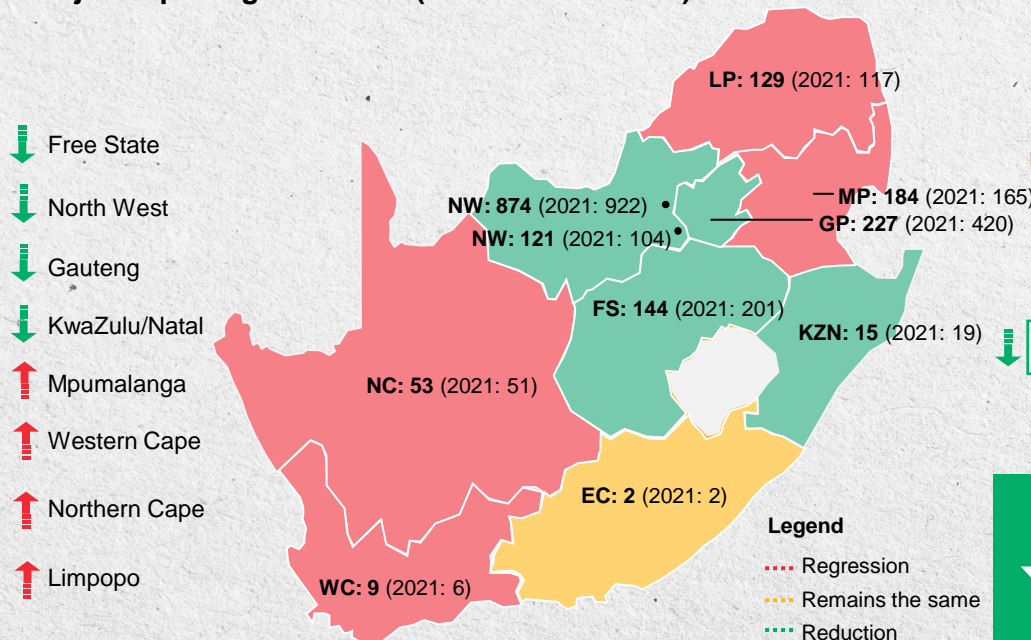 LP: 129 (2021: 117)
Free State
North West
Gauteng
KwaZulu/Natal
Mpumalanga
Western Cape
Northern Cape
Limpopo
MP: 184 (2021: 165)
NW: 874 (2021: 922)
GP: 227 (2021: 420)
NW: 121 (2021: 104)
FS: 144 (2021: 201)
KZN: 15 (2021: 19)
NC: 53 (2021: 51)
EC: 2 (2021: 2)
WC: 9 (2021: 6)
Legend
Regression
Remains the same
Reduction